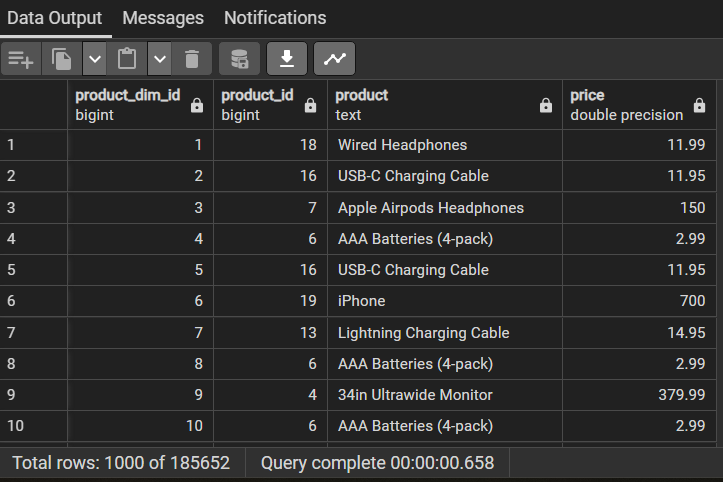 Data Output Messages Notifications
product_dim_id product_id product price
bigint bigint text double precision
1 1 18 Wired Headphones 11.99
2 2 16 USB-C Charging Cable 11.95
3 3 7 Apple Airpods Headphones 150
4 4 6 AAA Batteries (4-pack) 2.99
5 5 16 USB-C Charging Cable 11.95
6 6 19 iPhone 700
7 7 13 Lightning Charging Cable 14.95
8 8 6 AAA Batteries (4-pack) 2.99
9 9 4 34in Ultrawide Monitor 379.99
10 10 6 AAA Batteries (4-pack) 2.99
Total rows: 1000 of 185652 Query complete 00:00:00.658